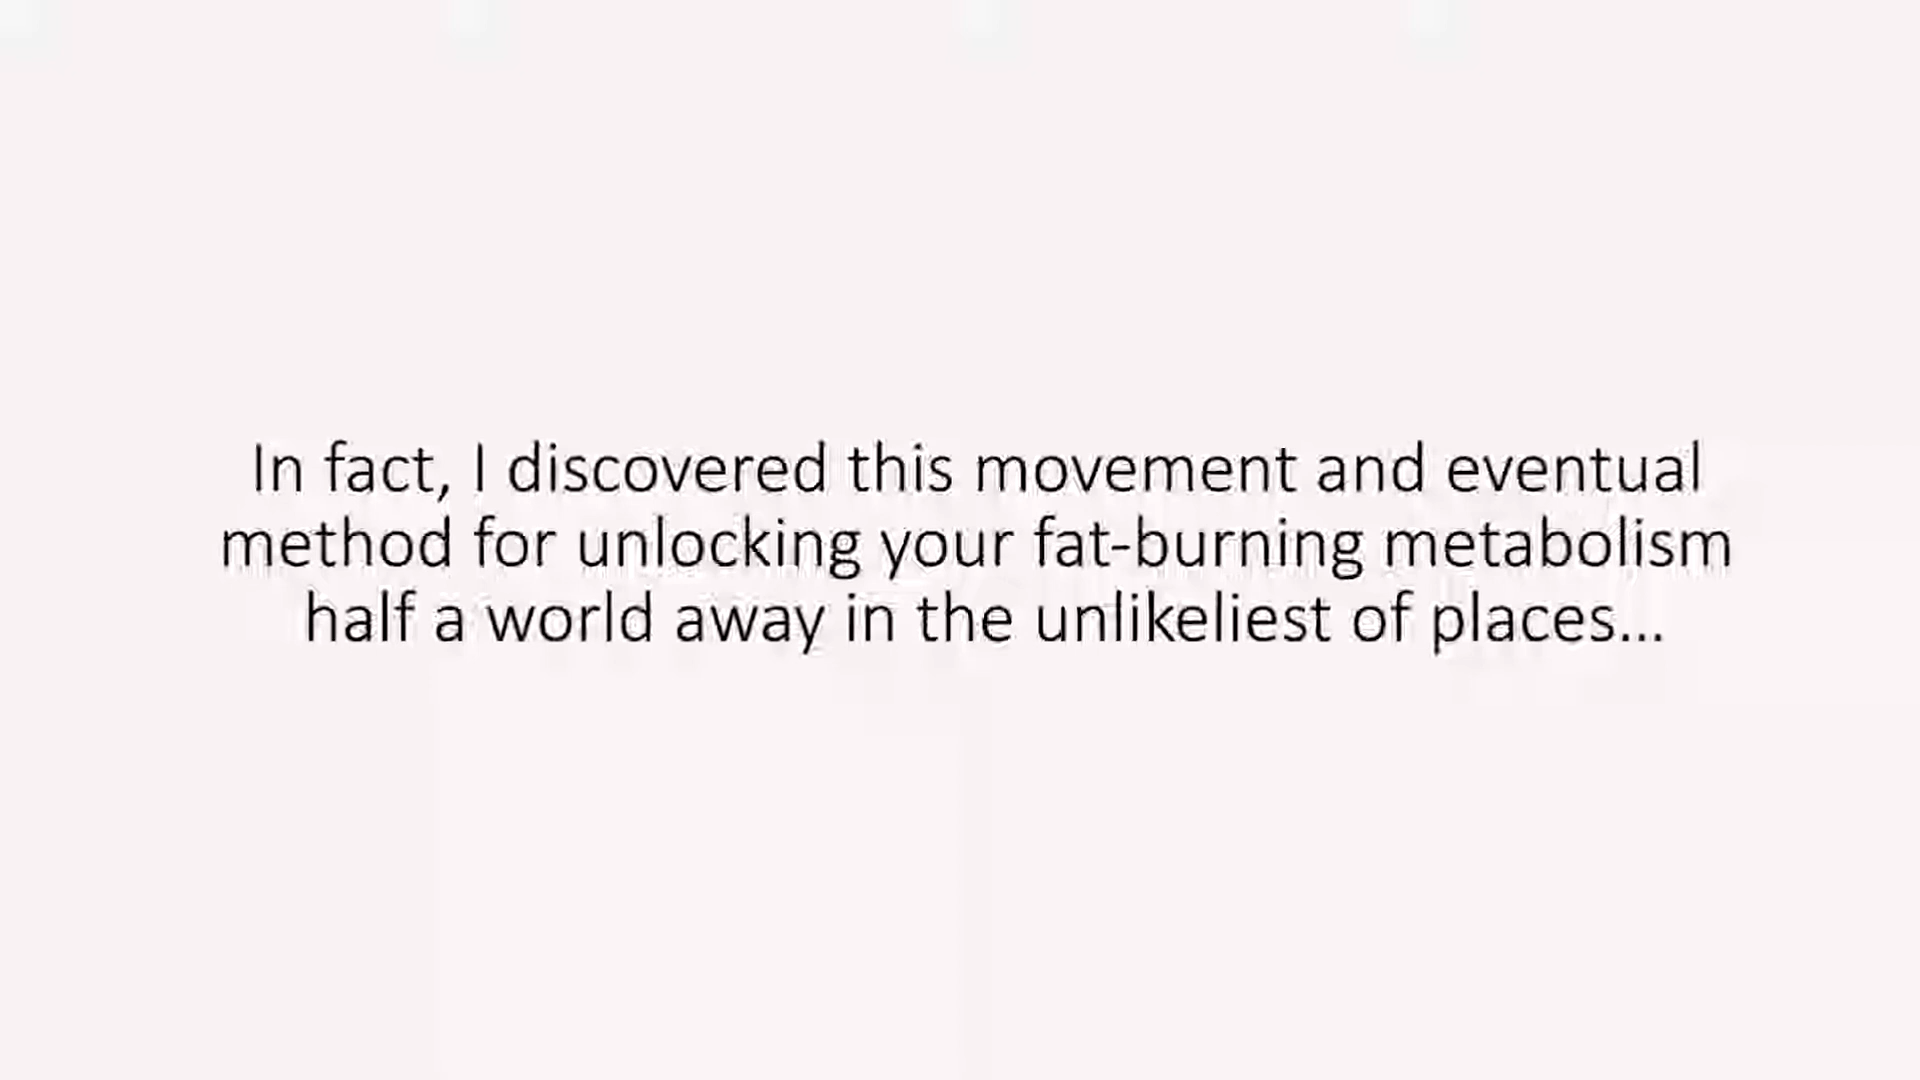 In fact, I discovered this movement and eventual
method for unlocking your fat-burning metabolism
half a world away in the unlikeliest of places...